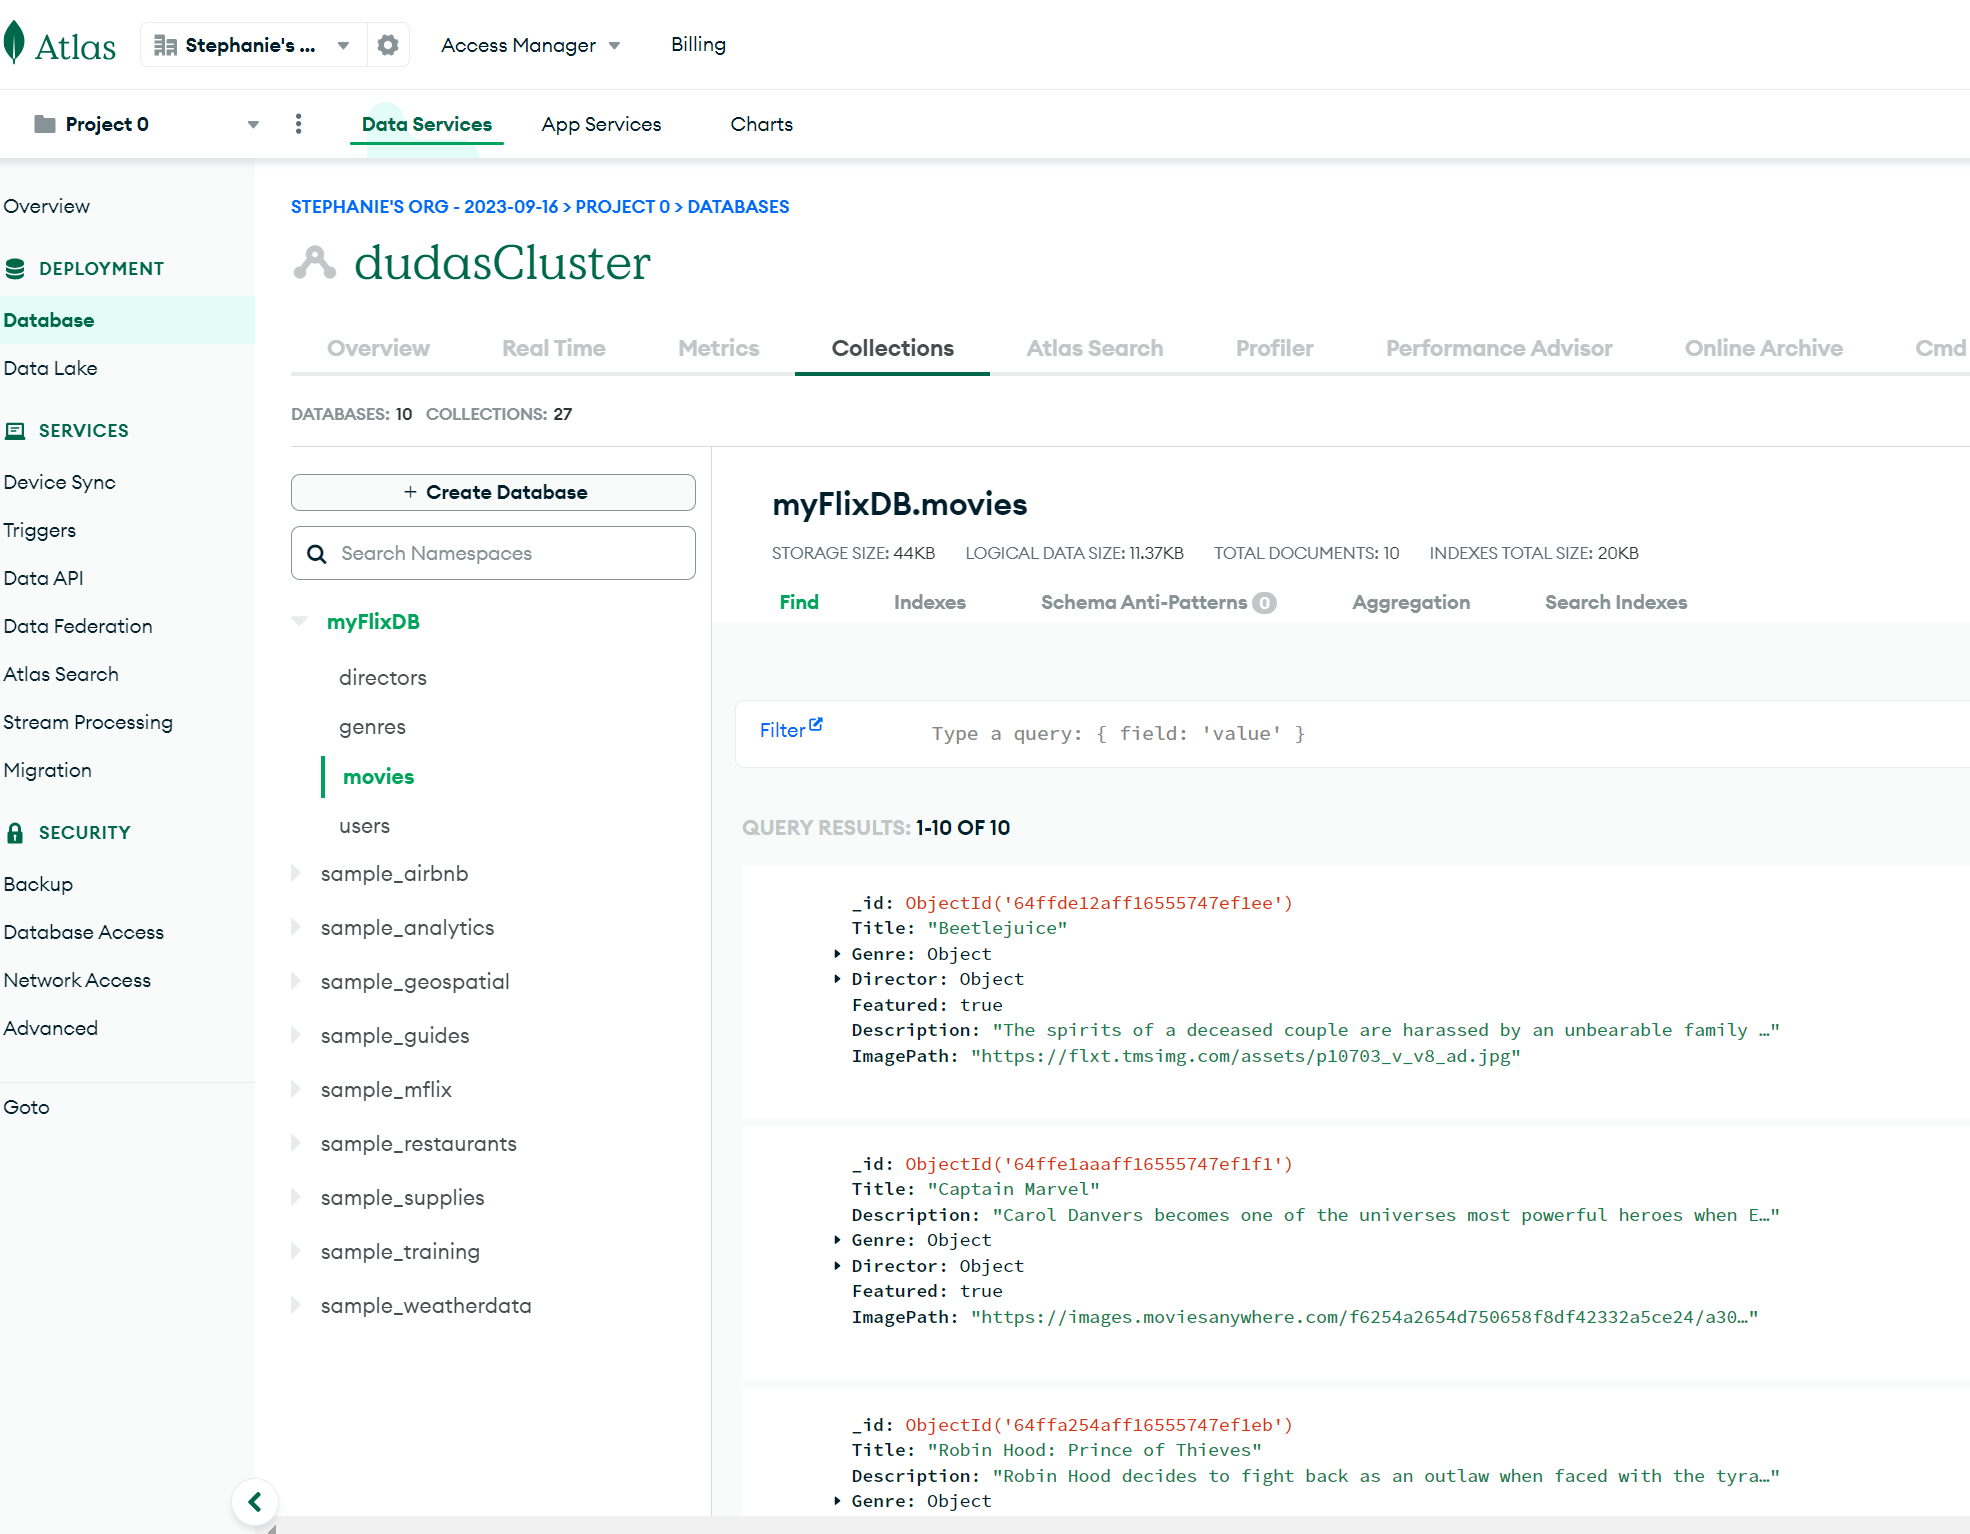 Atlas
Stephanie's ...
Access Manager
Billing
Project 0
Data Services
App Services
Charts
Overview
DEPLOYMENT
Database
Data Lake
SERVICES
Device Sync
Triggers
Data API
Data Federation
Atlas Search
Stream Processing
Migration
SECURITY
Backup
Database Access
Network Access
Advanced
Goto
STEPHANIE'S ORG - 2023-09-16 > PROJECT 0 > DATABASES
dudasCluster
Overview
Real Time
Metrics
Collections
Atlas Search
Profiler
Performance Advisor
Online Archive
Cmd
DATABASES: 10 COLLECTIONS: 27
+ Create Database
Search Namespaces
myFlixDB
directors
genres
movies
users
sample_airbnb
sample_analytics
sample_geospatial
sample_guides
sample_mflix
sample_restaurants
sample_supplies
sample_training
sample_weatherdata
myFlixDB.movies
STORAGE SIZE: 44KB LOGICAL DATA SIZE: 11.37KB TOTAL DOCUMENTS: 10 INDEXES TOTAL SIZE: 20KB
Find
Indexes
Schema Anti-Patterns 0
Aggregation
Search Indexes
Filter
Type a query: { field: 'value' }
QUERY RESULTS: 1-10 OF 10
_id: ObjectId('64ffde12aff16555747ef1ee')
Title: "Beetlejuice"
Genre: Object
Director: Object
Featured: true
Description: "The spirits of a deceased couple are harassed by an unbearable family …"
ImagePath: "https://flxt.tmsimg.com/assets/p10703_v_v8_ad.jpg"
_id: ObjectId('64ffe1aaaff16555747ef1f1')
Title: "Captain Marvel"
Description: "Carol Danvers becomes one of the universes most powerful heroes when E…"
Genre: Object
Director: Object
Featured: true
ImagePath: "https://images.moviesanywhere.com/f6254a2654d750658f8df42332a5ce24/a30…"
_id: ObjectId('64ffa254aff16555747ef1eb')
Title: "Robin Hood: Prince of Thieves"
Description: "Robin Hood decides to fight back as an outlaw when faced with the tyra…"
Genre: Object